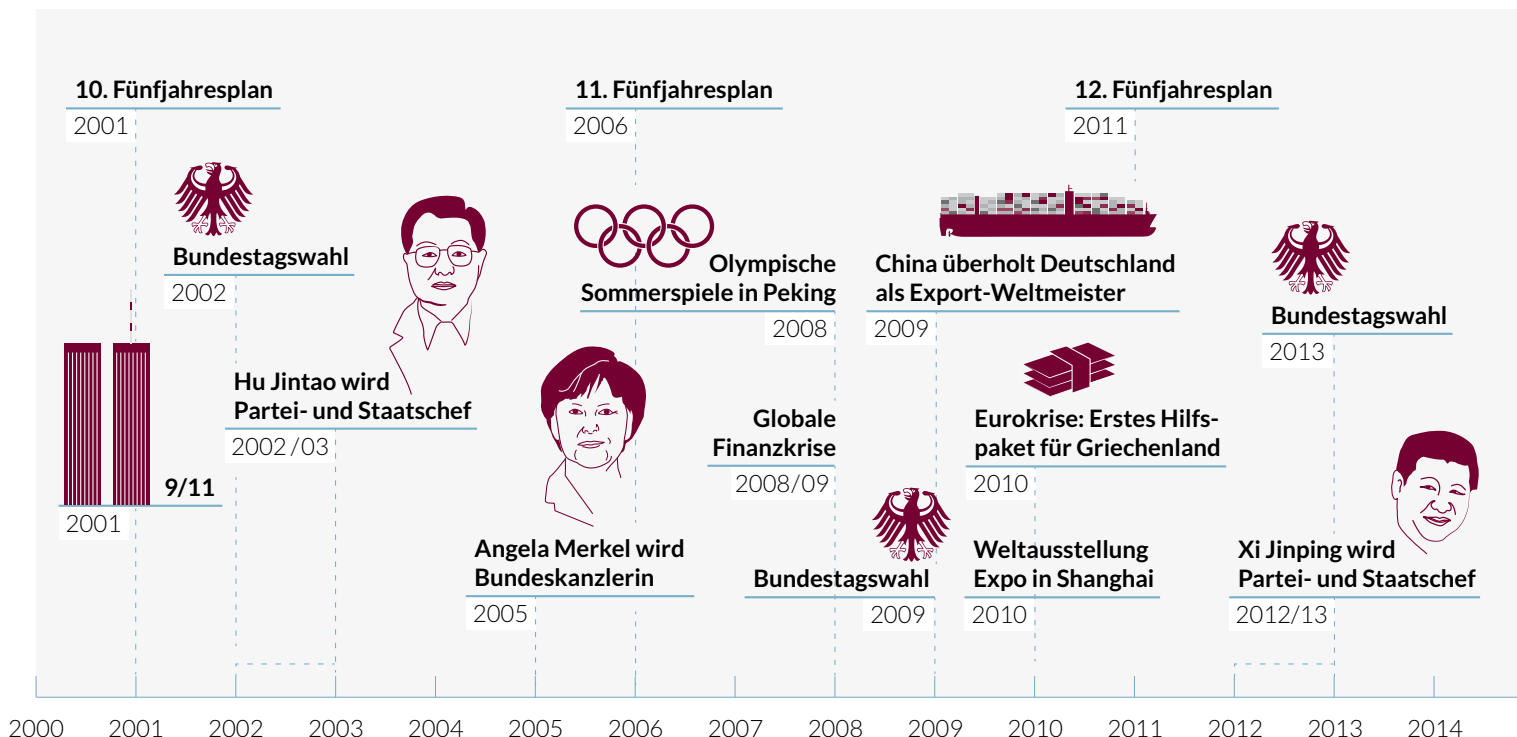 10. Fünfjahresplan
2001
11. Fünfjahresplan
2006
12. Fünfjahresplan
2011
Bundestagswahl
2002
Olympische
Sommerspiele in Peking
2008
China überholt Deutschland
als Export-Weltmeister
2009
Bundestagswahl
2013
Hu Jintao wird
Partei- und Staatschef
2002/03
Globale
Finanzkrise
2008/09
Eurokrise: Erstes Hilfs-
paket für Griechenland
2010
9/11
2001
Angela Merkel wird
Bundeskanzlerin
2005
Bundestagswahl
2009
Weltausstellung
Expo in Shanghai
2010
Xi Jinping wird
Partei- und Staatschef
2012/13
2000 2001 2002 2003 2004 2005 2006 2007 2008 2009 2010 2011 2012 2013 2014